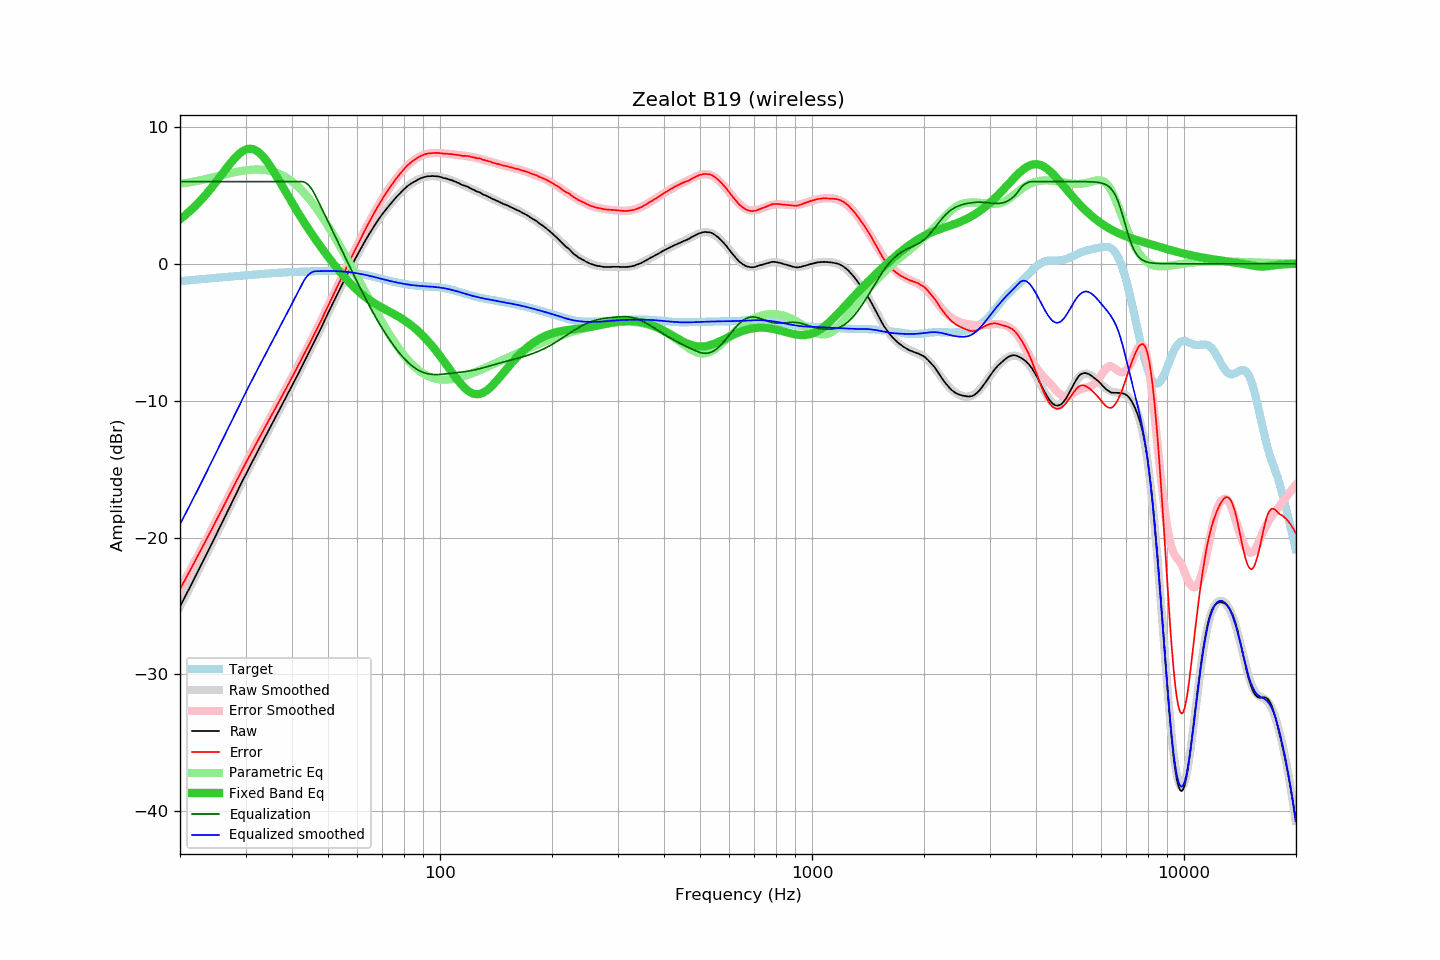 Zealot B19 (wireless)
10
0
−10
−20
−30
−40
Amplitude (dBr)
Target
Raw Smoothed
Error Smoothed
Raw
Error
Parametric Eq
Fixed Band Eq
Equalization
Equalized smoothed
100
1000
10000
Frequency (Hz)